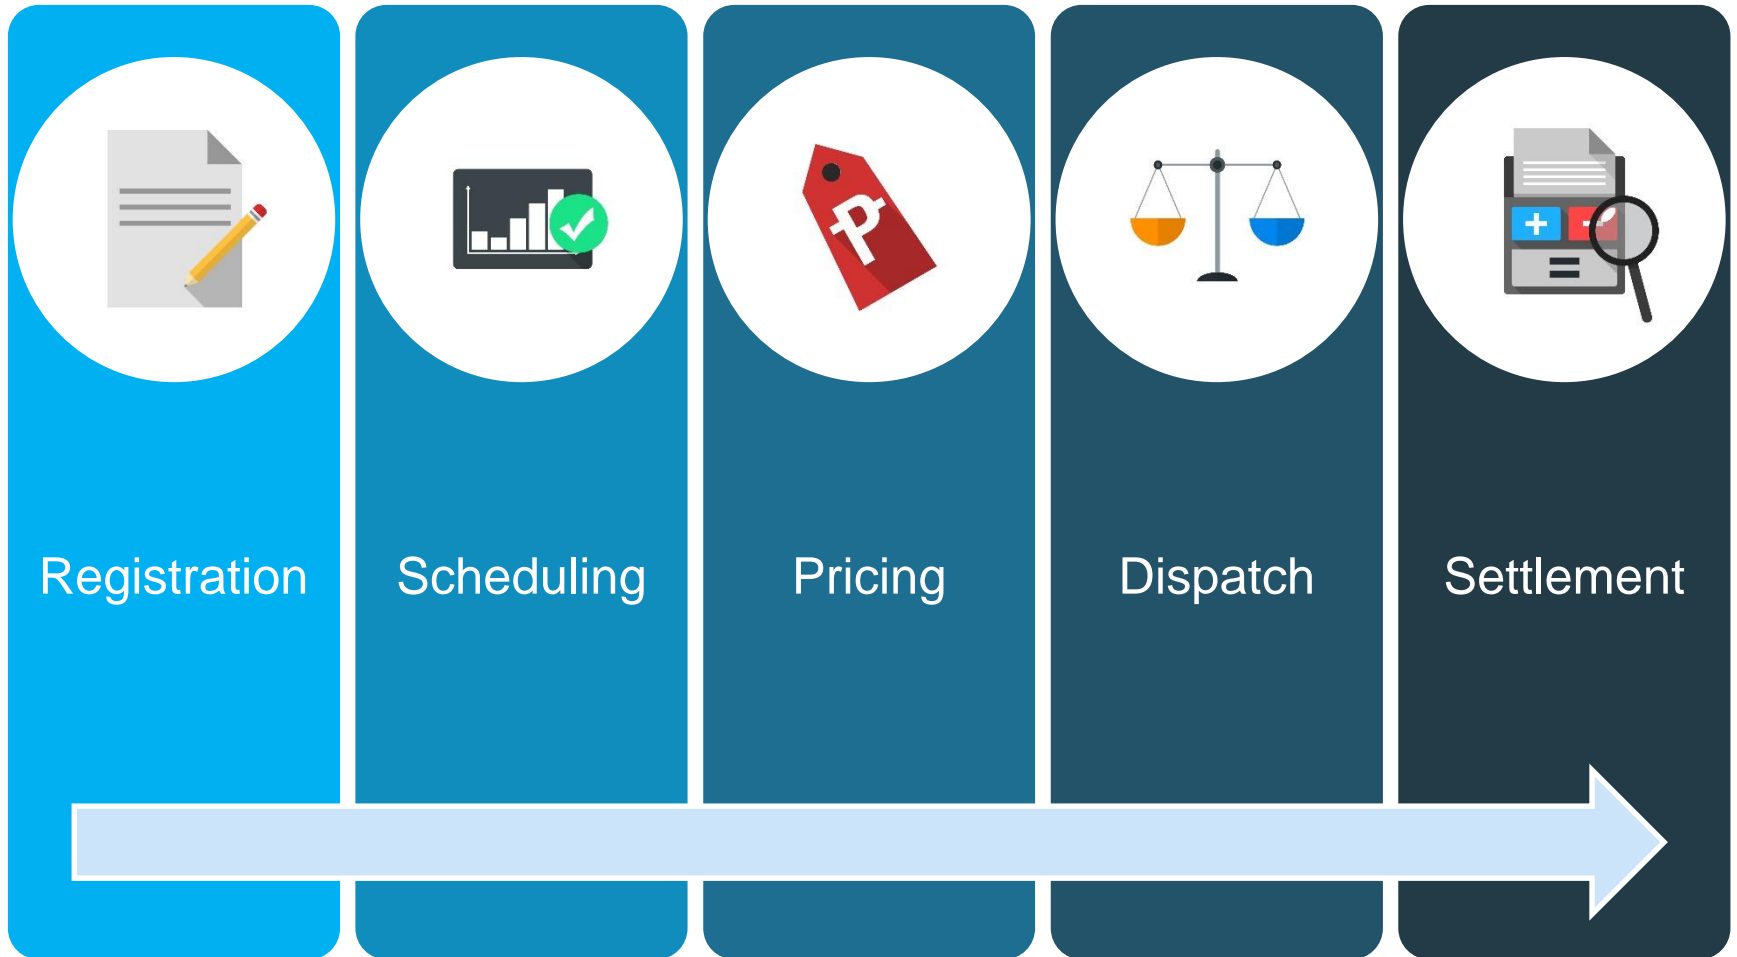 Registration
Scheduling
Pricing
Dispatch
Settlement